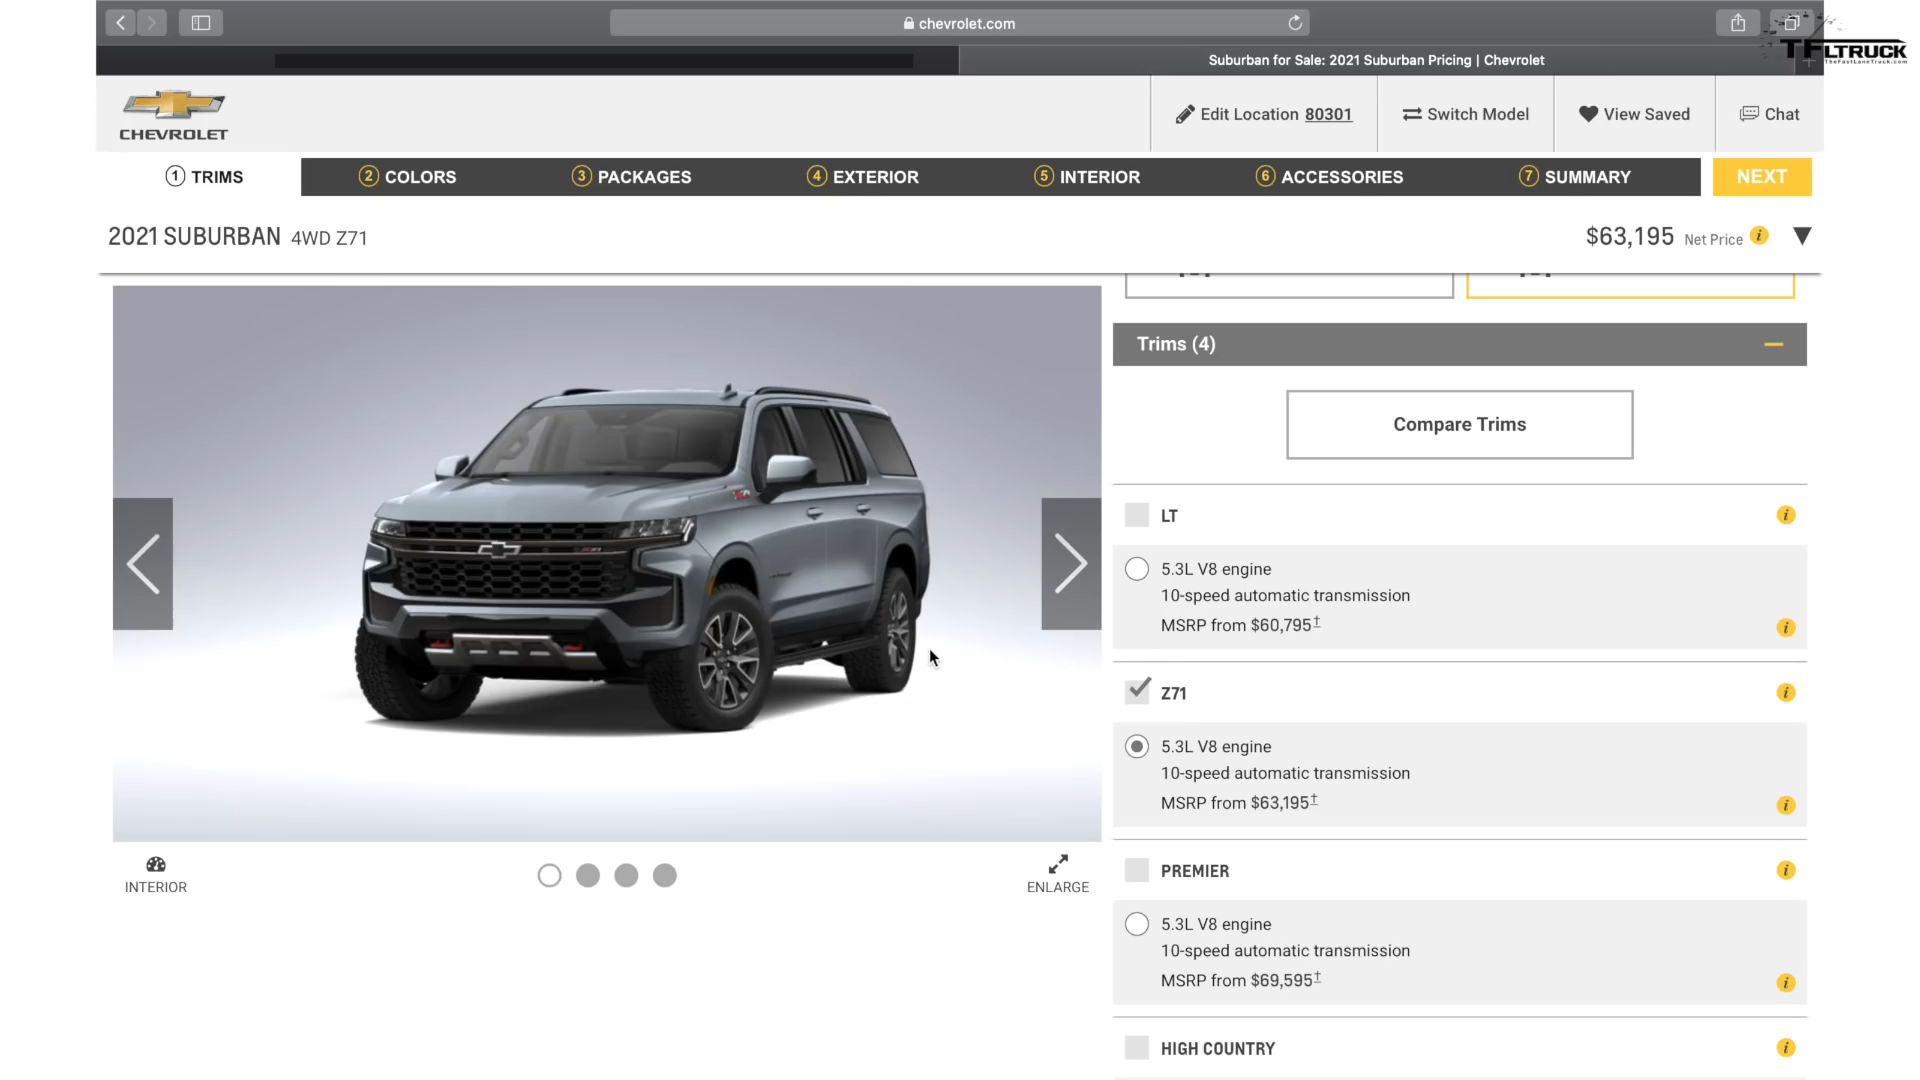 chevrolet.com
TFLTRUCK
TheFastLaneTruck.com
Suburban for Sale: 2021 Suburban Pricing | Chevrolet
CHEVROLET
Edit Location 80301
Switch Model
View Saved
Chat
1 TRIMS
2 COLORS
3 PACKAGES
4 EXTERIOR
5 INTERIOR
6 ACCESSORIES
7 SUMMARY
NEXT
2021 SUBURBAN 4WD Z71
$63,195 Net Price i
Trims (4)
Compare Trims
LT
5.3L V8 engine
10-speed automatic transmission
MSRP from $60,795†
Z71
5.3L V8 engine
10-speed automatic transmission
MSRP from $63,195†
PREMIER
5.3L V8 engine
10-speed automatic transmission
MSRP from $69,595†
HIGH COUNTRY
INTERIOR
ENLARGE